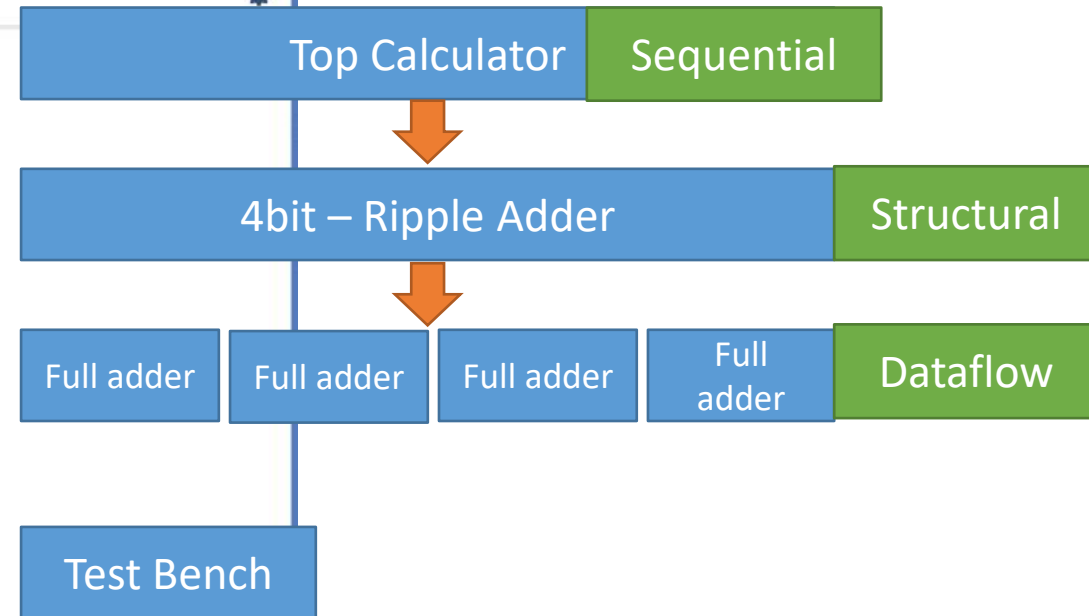 Top Calculator
Sequential
4bit – Ripple Adder
Structural
Full adder
Full adder
Full adder
Full
adder
Dataflow
Test Bench